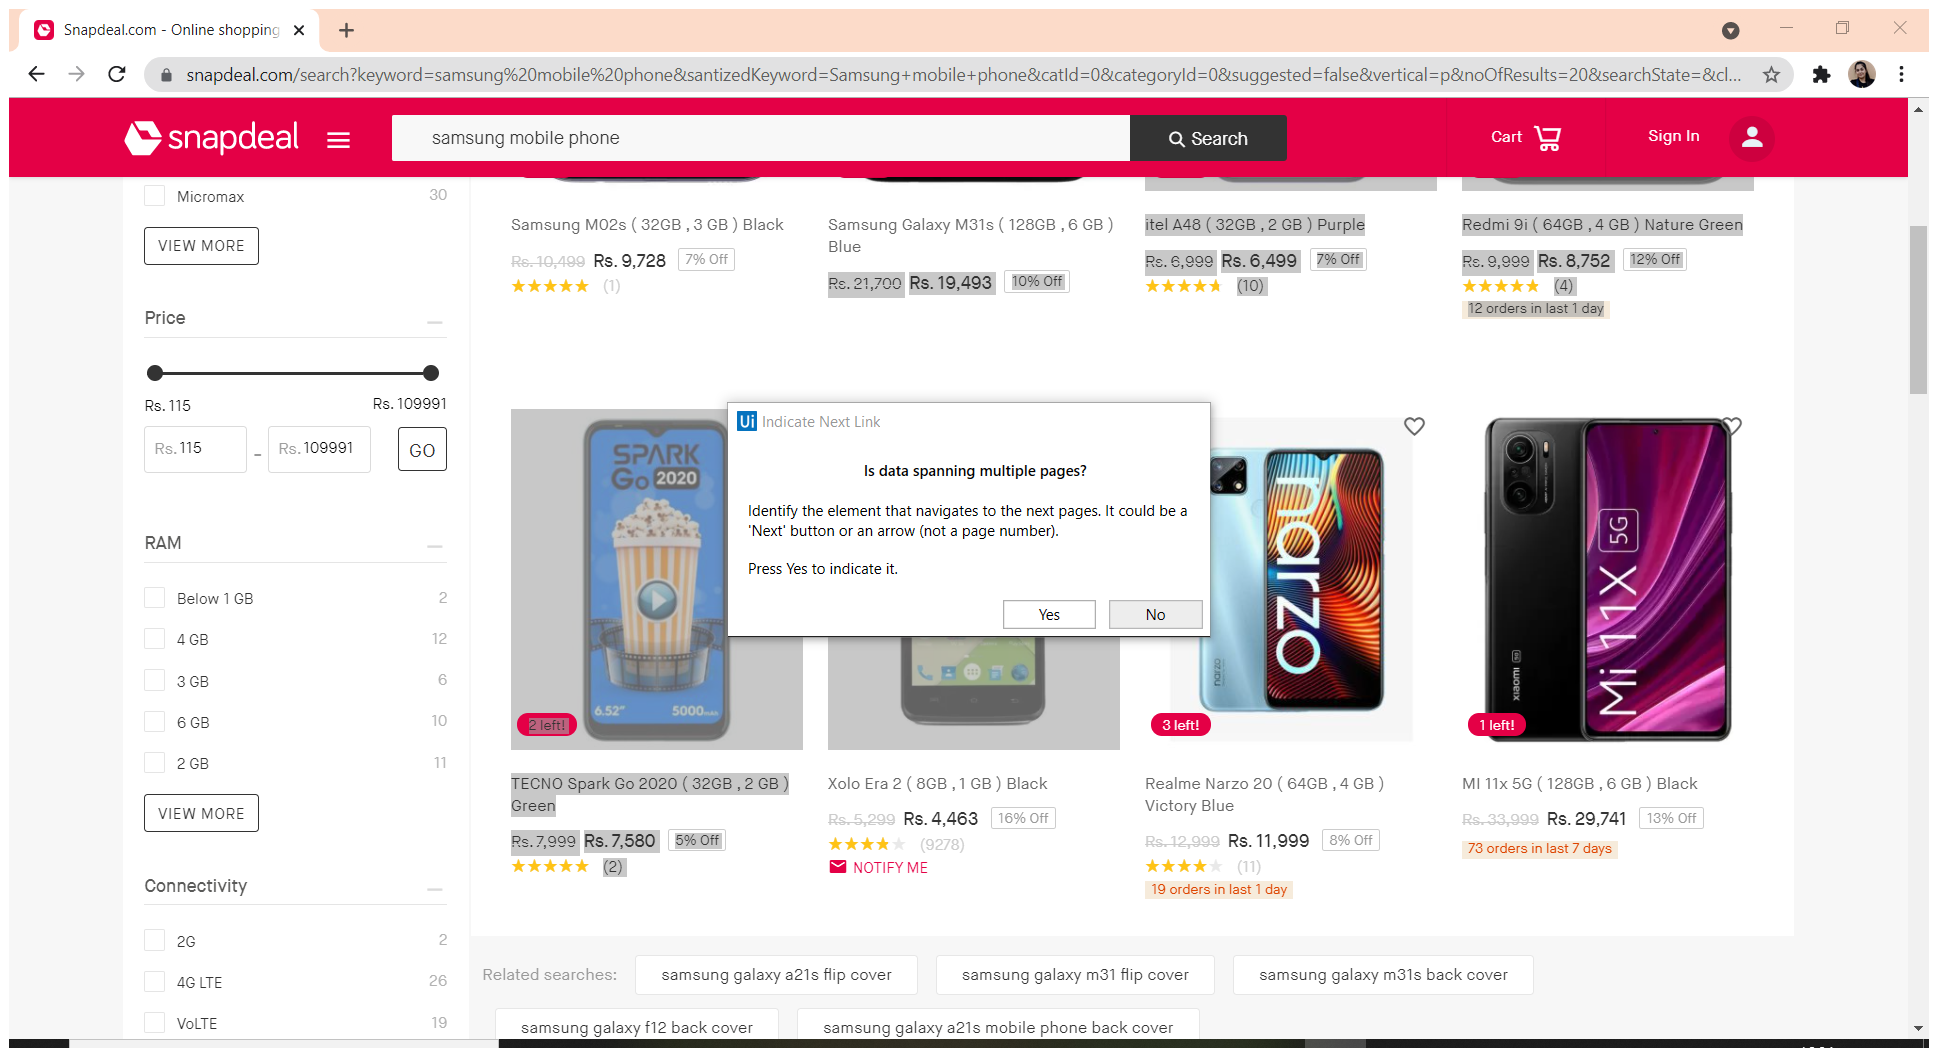 Snapdeal.com - Online shopping
snapdeal.com/search?keyword=samsung%20mobile%20phone&santizedKeyword=Samsung+mobile+phone&catId=0&categoryId=0&suggested=false&vertical=p&noOfResults=20&searchState=&cl...
snapdeal
samsung mobile phone
Search
Cart
Sign In
Micromax 30
VIEW MORE
Price
Rs. 115 Rs. 109991
Rs. 115 - Rs. 109991 GO
RAM
Below 1 GB 2
4 GB 12
3 GB 6
6 GB 10
2 GB 11
VIEW MORE
Connectivity
2G 2
4G LTE 26
VoLTE 19
Samsung M02s ( 32GB , 3 GB ) Black
Rs. 10,499 Rs. 9,728 7% Off
(1)
Samsung Galaxy M31s ( 128GB , 6 GB )
Blue
Rs. 21,700 Rs. 19,493 10% Off
itel A48 ( 32GB , 2 GB ) Purple
Rs. 6,999 Rs. 6,499 7% Off
(10)
Redmi 9i ( 64GB , 4 GB ) Nature Green
Rs. 9,999 Rs. 8,752 12% Off
(4)
12 orders in last 1 day
Ui Indicate Next Link
Is data spanning multiple pages?
Identify the element that navigates to the next pages. It could be a
'Next' button or an arrow (not a page number).
Press Yes to indicate it.
Yes No
SPARK
Go 2020
6.52" 5000mAh
2 left!
TECNO Spark Go 2020 ( 32GB , 2 GB )
Green
Rs. 7,999 Rs. 7,580 5% Off
(2)
Xolo Era 2 ( 8GB , 1 GB ) Black
Rs. 5,299 Rs. 4,463 16% Off
(9278)
NOTIFY ME
narzo
narzo
3 left!
Realme Narzo 20 ( 64GB , 4 GB )
Victory Blue
Rs. 12,999 Rs. 11,999 8% Off
(11)
19 orders in last 1 day
xiaomi 5G
Mi 11X 5G
1 left!
MI 11x 5G ( 128GB , 6 GB ) Black
Rs. 33,999 Rs. 29,741 13% Off
73 orders in last 7 days
Related searches:
samsung galaxy a21s flip cover
samsung galaxy m31 flip cover
samsung galaxy m31s back cover
samsung galaxy f12 back cover
samsung galaxy a21s mobile phone back cover